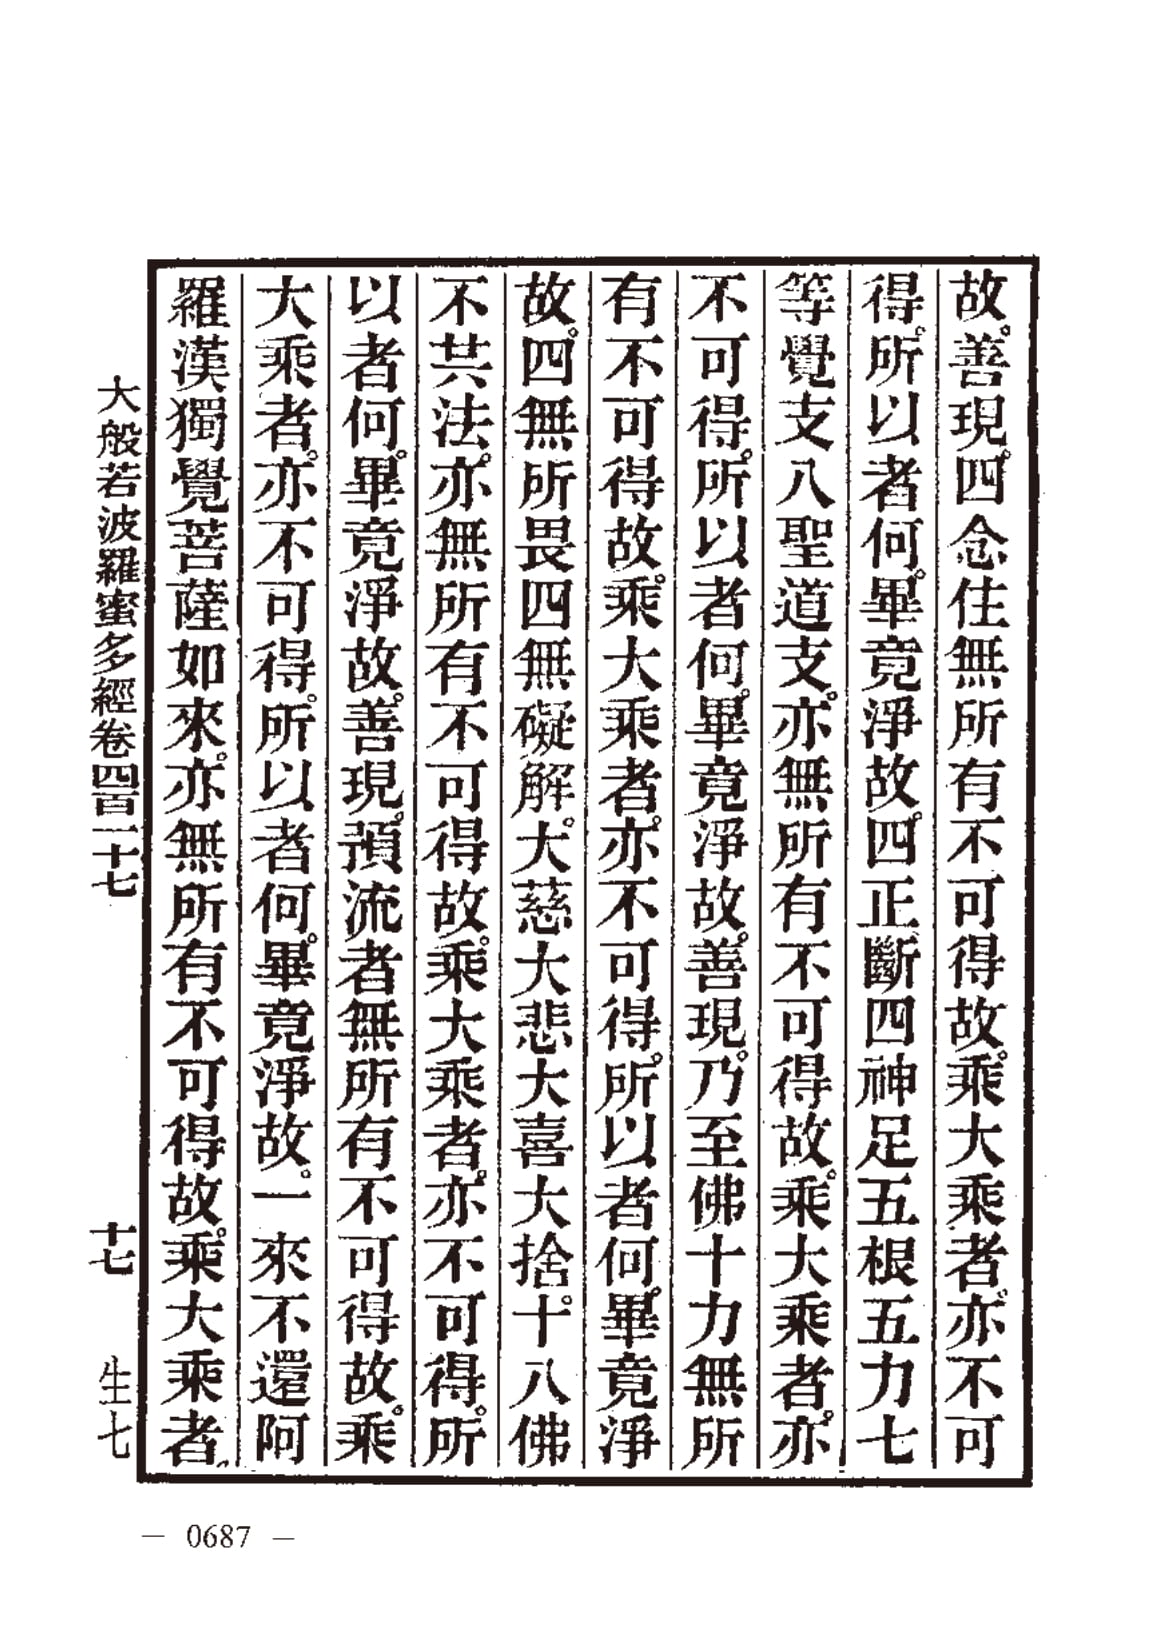 故。善現。四念住無所有不可得故。乘大乘者。亦不可
得。所以者何。畢竟淨故。四正斷四神足五根五力七
等覺支八聖道支。亦無所有不可得故。乘大乘者。亦
不可得。所以者何。畢竟淨故。善現。乃至佛十力無所
有不可得故。乘大乘者。亦不可得。所以者何。畢竟淨
故。四無所畏四無礙解。大慈大悲大喜大捨。十八佛
不共法。亦無所有不可得故。乘大乘者。亦不可得。所
以者何。畢竟淨故。善現。預流者無所有不可得故。乘
大乘者。亦不可得。所以者何。畢竟淨故。一來不還阿
羅漢獨覺菩薩如來。亦無所有不可得故。乘大乘者。
大般若波羅蜜多經卷四百一十七 十七 生七
— 0687 —